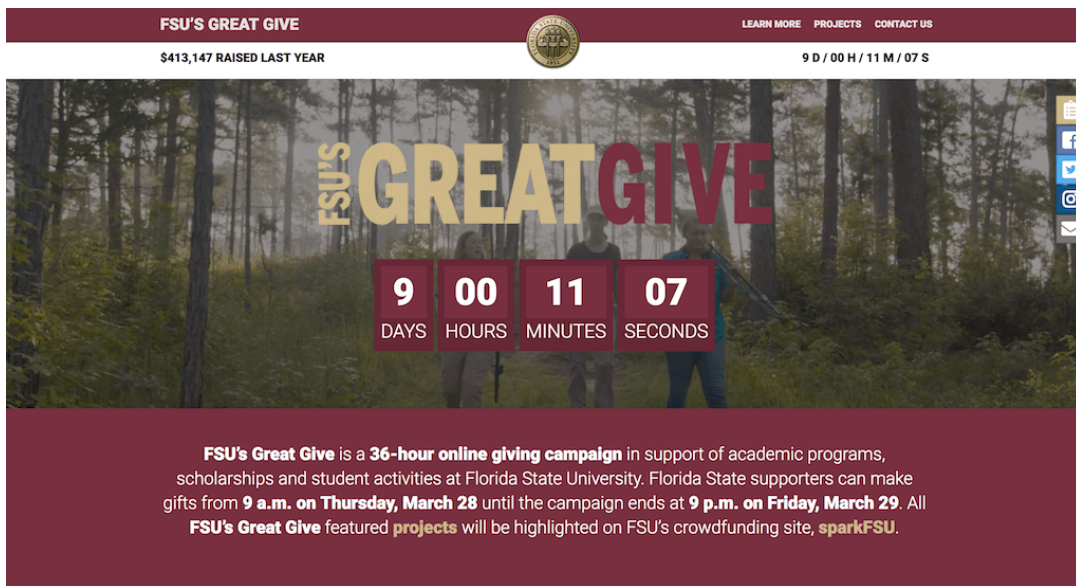 FSU'S GREAT GIVE
LEARN MORE PROJECTS CONTACT US
$413,147 RAISED LAST YEAR
9 D / 00 H / 11 M / 07 S
FSU'S GREATGIVE
9 00 11 07
DAYS HOURS MINUTES SECONDS
FSU's Great Give is a 36-hour online giving campaign in support of academic programs,
scholarships and student activities at Florida State University. Florida State supporters can make
gifts from 9 a.m. on Thursday, March 28 until the campaign ends at 9 p.m. on Friday, March 29. All
FSU's Great Give featured projects will be highlighted on FSU's crowdfunding site, sparkFSU.